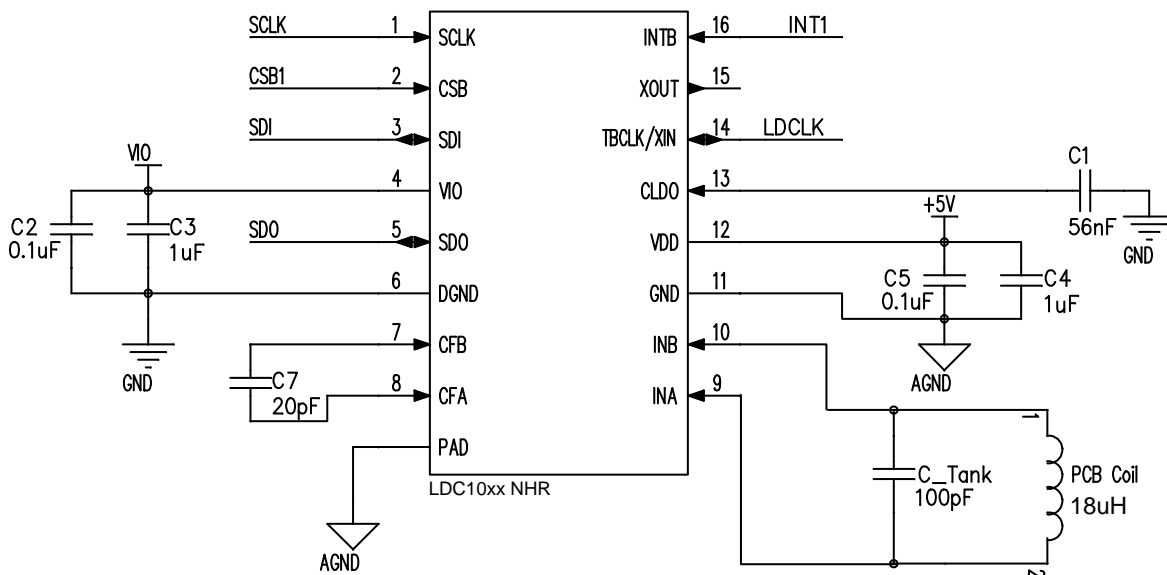 SCLK 1 SCLK INTB 16 INT1
CSB1 2 CSB XOUT 15
SDI 3 SDI TBCLK/XIN 14 LDCLK
VIO 4 VIO CLDO 13 C1
56nF GND
C2 0.1uF C3 1uF
SDO 5 SDO VDD 12 +5V
6 DGND GND 11 C5 0.1uF C4 1uF
GND 7 CFB INB 10 AGND
C7 20pF 8 CFA INA 9
PAD
LDC10xx NHR
AGND
C_Tank 100pF
1
PCB Coil
18uH
2